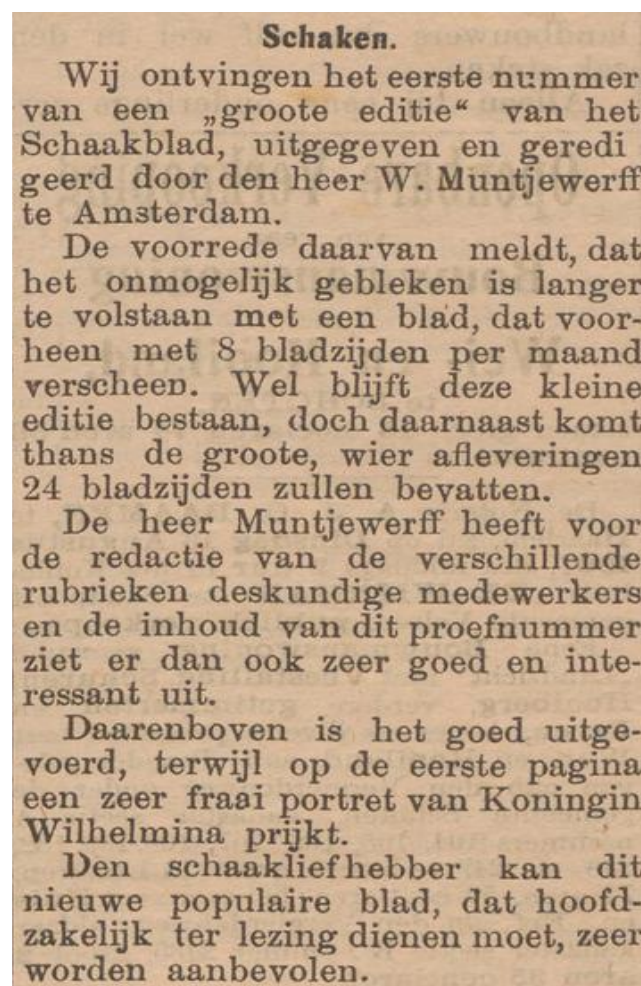 Schaken.
Wij ontvingen het eerste nummer
van een „groote editie“ van het
Schaakblad, uitgegeven en geredi
geerd door den heer W. Muntjewerff
te Amsterdam.
De voorrede daarvan meldt, dat
het onmogelijk gebleken is langer
te volstaan met een blad, dat voor-
heen met 8 bladzijden per maand
verscheen. Wel blijft deze kleine
editie bestaan, doch daarnaast komt
thans de groote, wier afleveringen
24 bladzijden zullen bevatten.
De heer Muntjewerff heeft voor
de redactie van de verschillende
rubrieken deskundige medewerkers
en de inhoud van dit proefnummer
ziet er dan ook zeer goed en inte-
ressant uit.
Daarenboven is het goed uitge-
voerd, terwijl op de eerste pagina
een zeer fraai portret van Koningin
Wilhelmina prijkt.
Den schaakliefhebber kan dit
nieuwe populaire blad, dat hoofd-
zakelijk ter lezing dienen moet, zeer
worden aanbevolen.